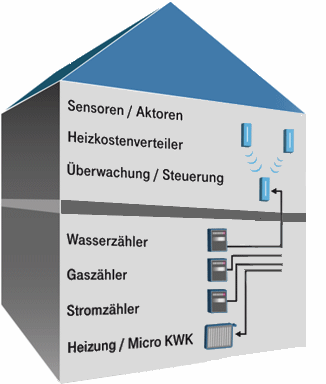 Sensoren / Aktoren
Heizkostenverteiler
Überwachung / Steuerung
Wasserzähler
Gaszähler
Stromzähler
Heizung / Micro KWK